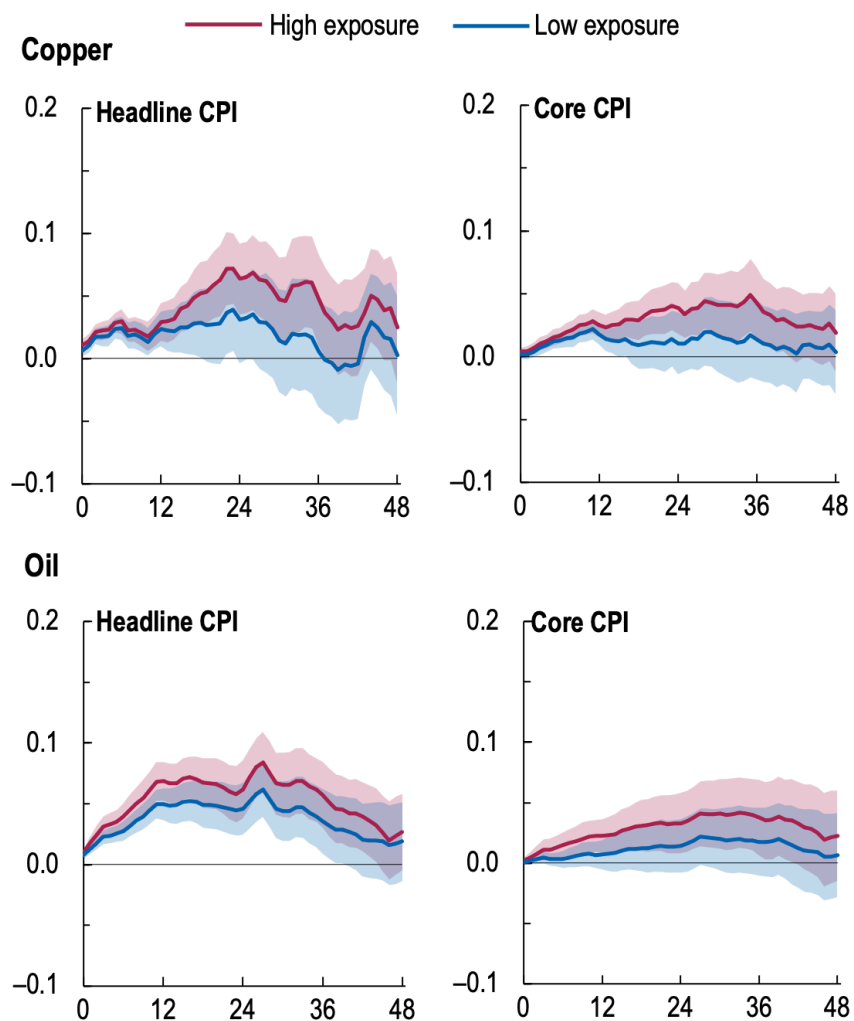 High exposure Low exposure
Copper
Headline CPI Core CPI
0.2 0.2
0.1 0.1
0.0 0.0
–0.1 –0.1
0 12 24 36 48 0 12 24 36 48
Oil
Headline CPI Core CPI
0.2 0.2
0.1 0.1
0.0 0.0
–0.1 –0.1
0 12 24 36 48 0 12 24 36 48